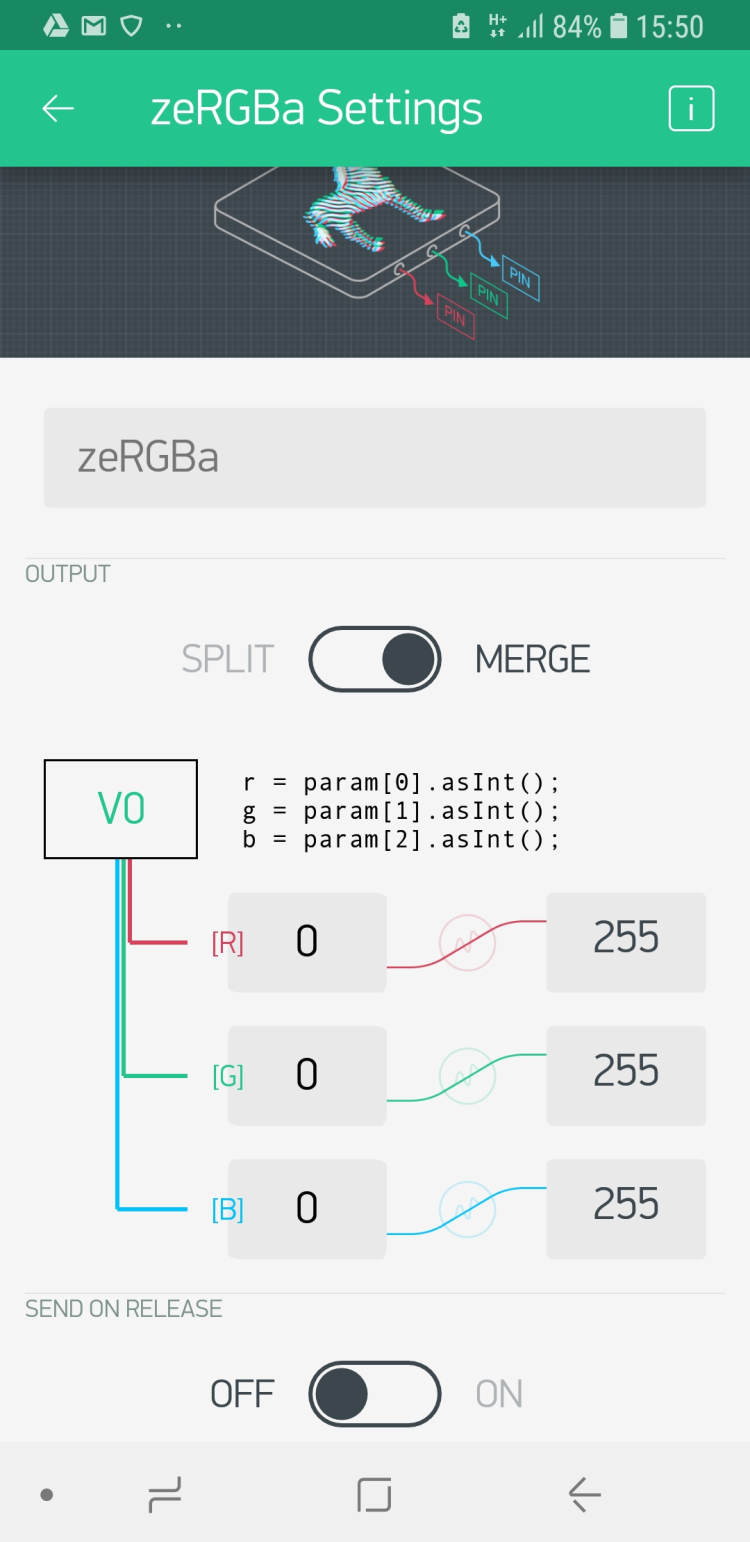 H+ 84% 15:50
zeRGBa Settings i
PIN
PIN
PIN
zeRGBa
OUTPUT
SPLIT MERGE
V0
r = param[0].asInt();
g = param[1].asInt();
b = param[2].asInt();
[R] 0 255
[G] 0 255
[B] 0 255
SEND ON RELEASE
OFF ON